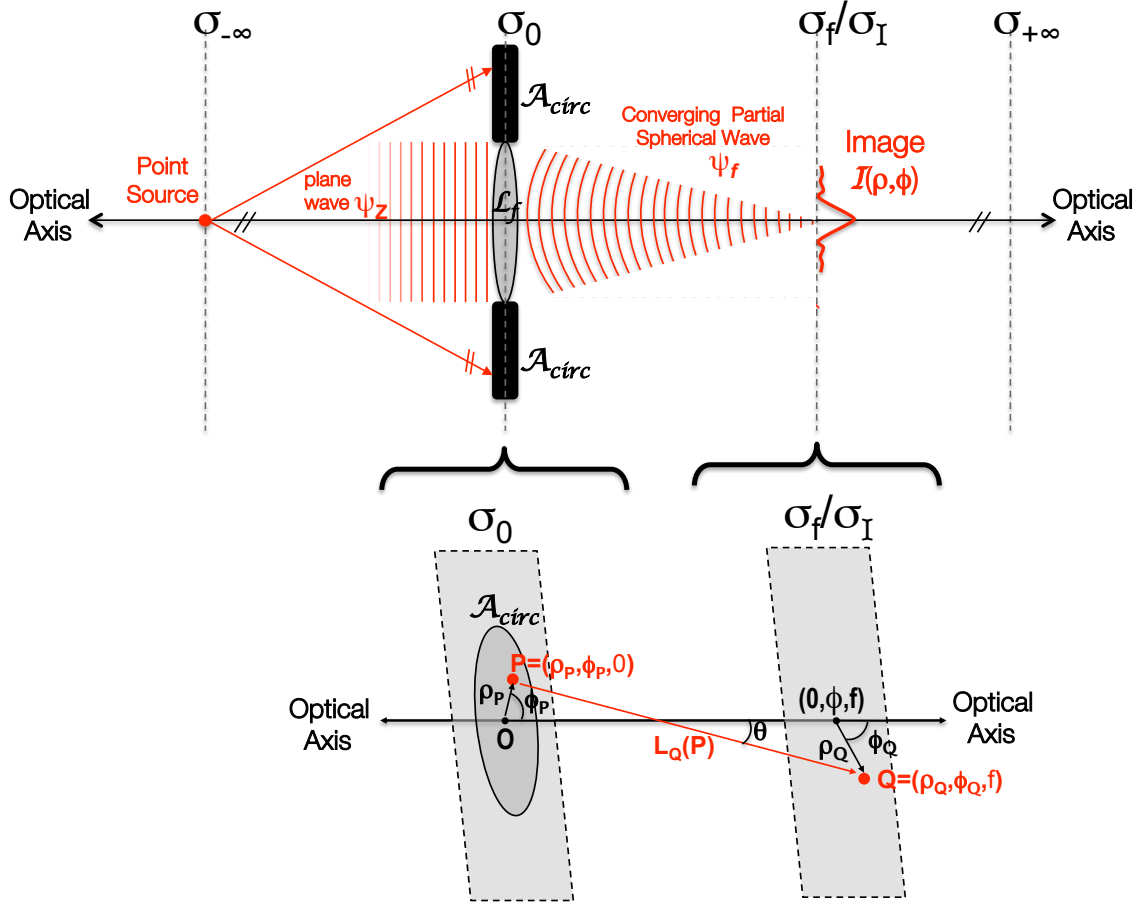 σ-∞
σ0
σf/σI
σ+∞
𝒜circ
Converging Partial
Spherical Wave
ψf
Image
I(ρ,ϕ)
Point
Source
plane
wave ψz
ℒf
Optical
Axis
Optical
Axis
𝒜circ
σ0
σf/σI
𝒜circ
P=(ρP,ϕP,0)
ρP
ϕP
(0,ϕ,f)
Optical
Axis
O
θ
LQ(P)
ρQ
ϕQ
Optical
Axis
Q=(ρQ,ϕQ,f)